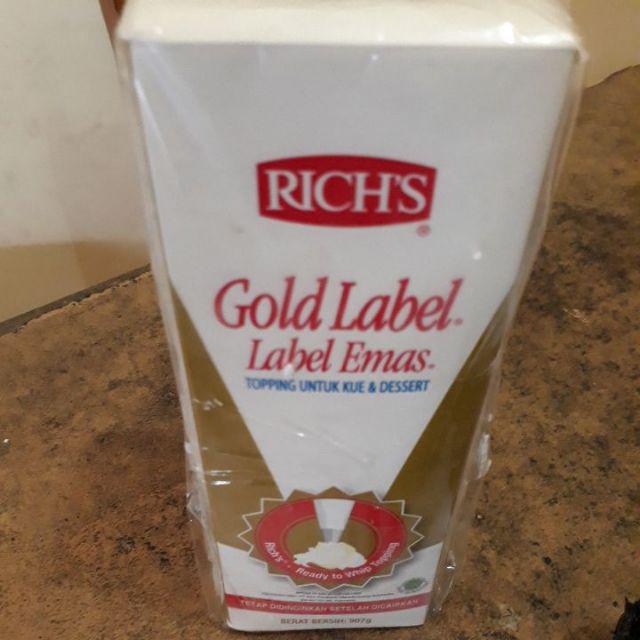 RICH'S
®
Gold Label®
Label Emas®
TOPPING UNTUK KUE & DESSERT
Rich's® Ready to Whip Topping
TETAP DIDINGINKAN SETELAH DICAIRKAN
BERAT BERSIH: 907g